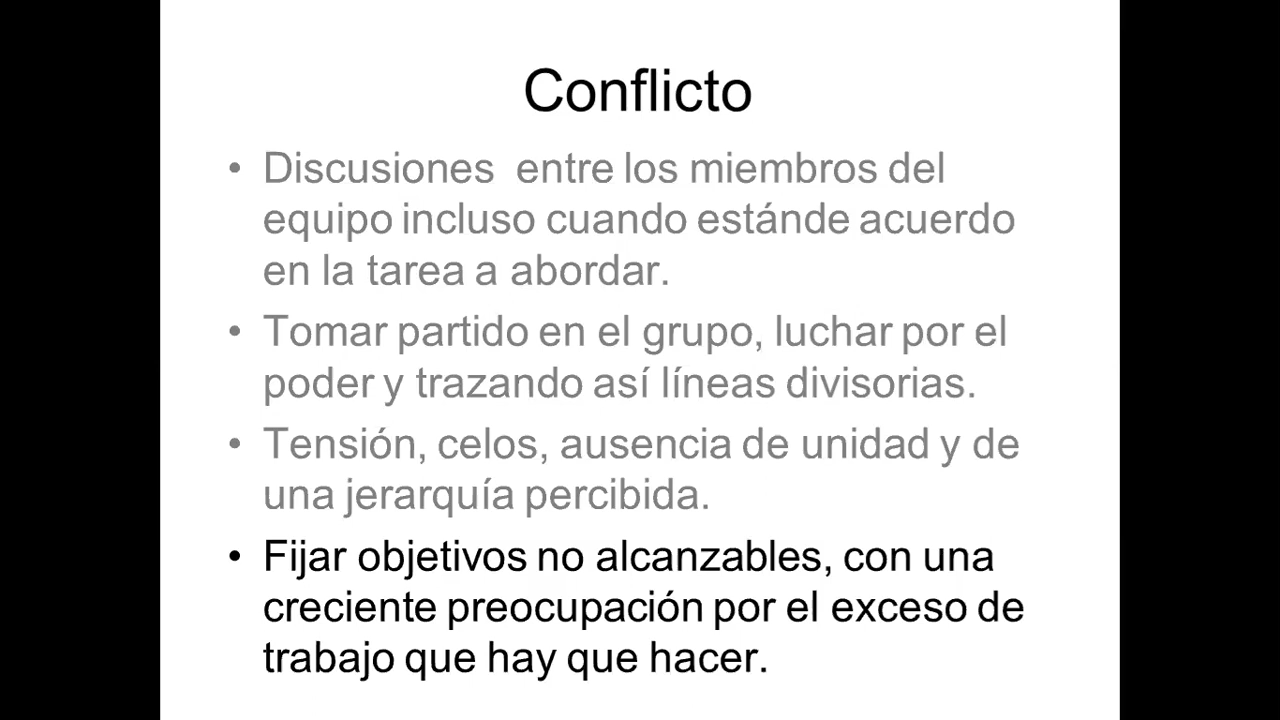 Conflicto
• Discusiones  entre los miembros del
equipo incluso cuando estánde acuerdo
en la tarea a abordar.
• Tomar partido en el grupo, luchar por el
poder y trazando así líneas divisorias.
• Tensión, celos, ausencia de unidad y de
una jerarquía percibida.
• Fijar objetivos no alcanzables, con una
creciente preocupación por el exceso de
trabajo que hay que hacer.